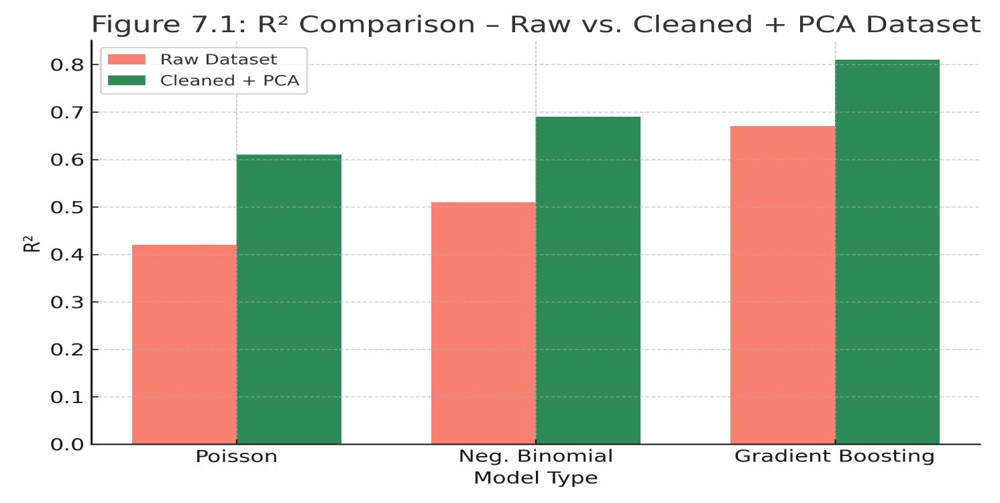 Figure 7.1: R² Comparison – Raw vs. Cleaned + PCA Dataset
Raw Dataset
Cleaned + PCA
0.8
0.7
0.6
0.5
0.4
0.3
0.2
0.1
0.0
R²
Poisson
Neg. Binomial
Gradient Boosting
Model Type